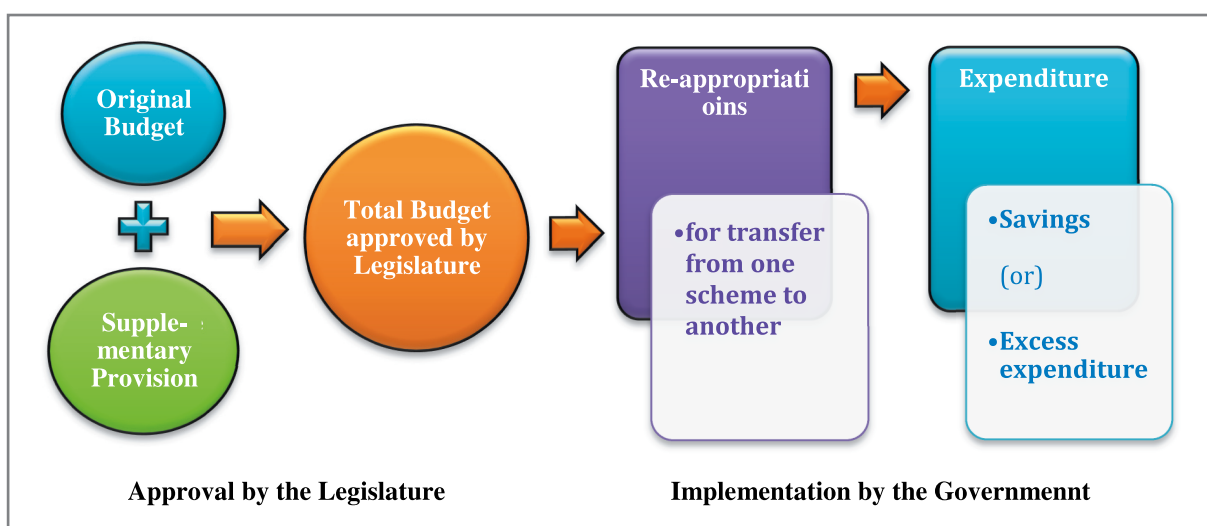 Original
Budget
Supple-
mentary
Provision
Total Budget
approved by
Legislature
Re-appropriati
oins
•for transfer
from one
scheme to
another
Expenditure
•Savings
(or)
•Excess
expenditure
Approval by the Legislature
Implementation by the Governmennt